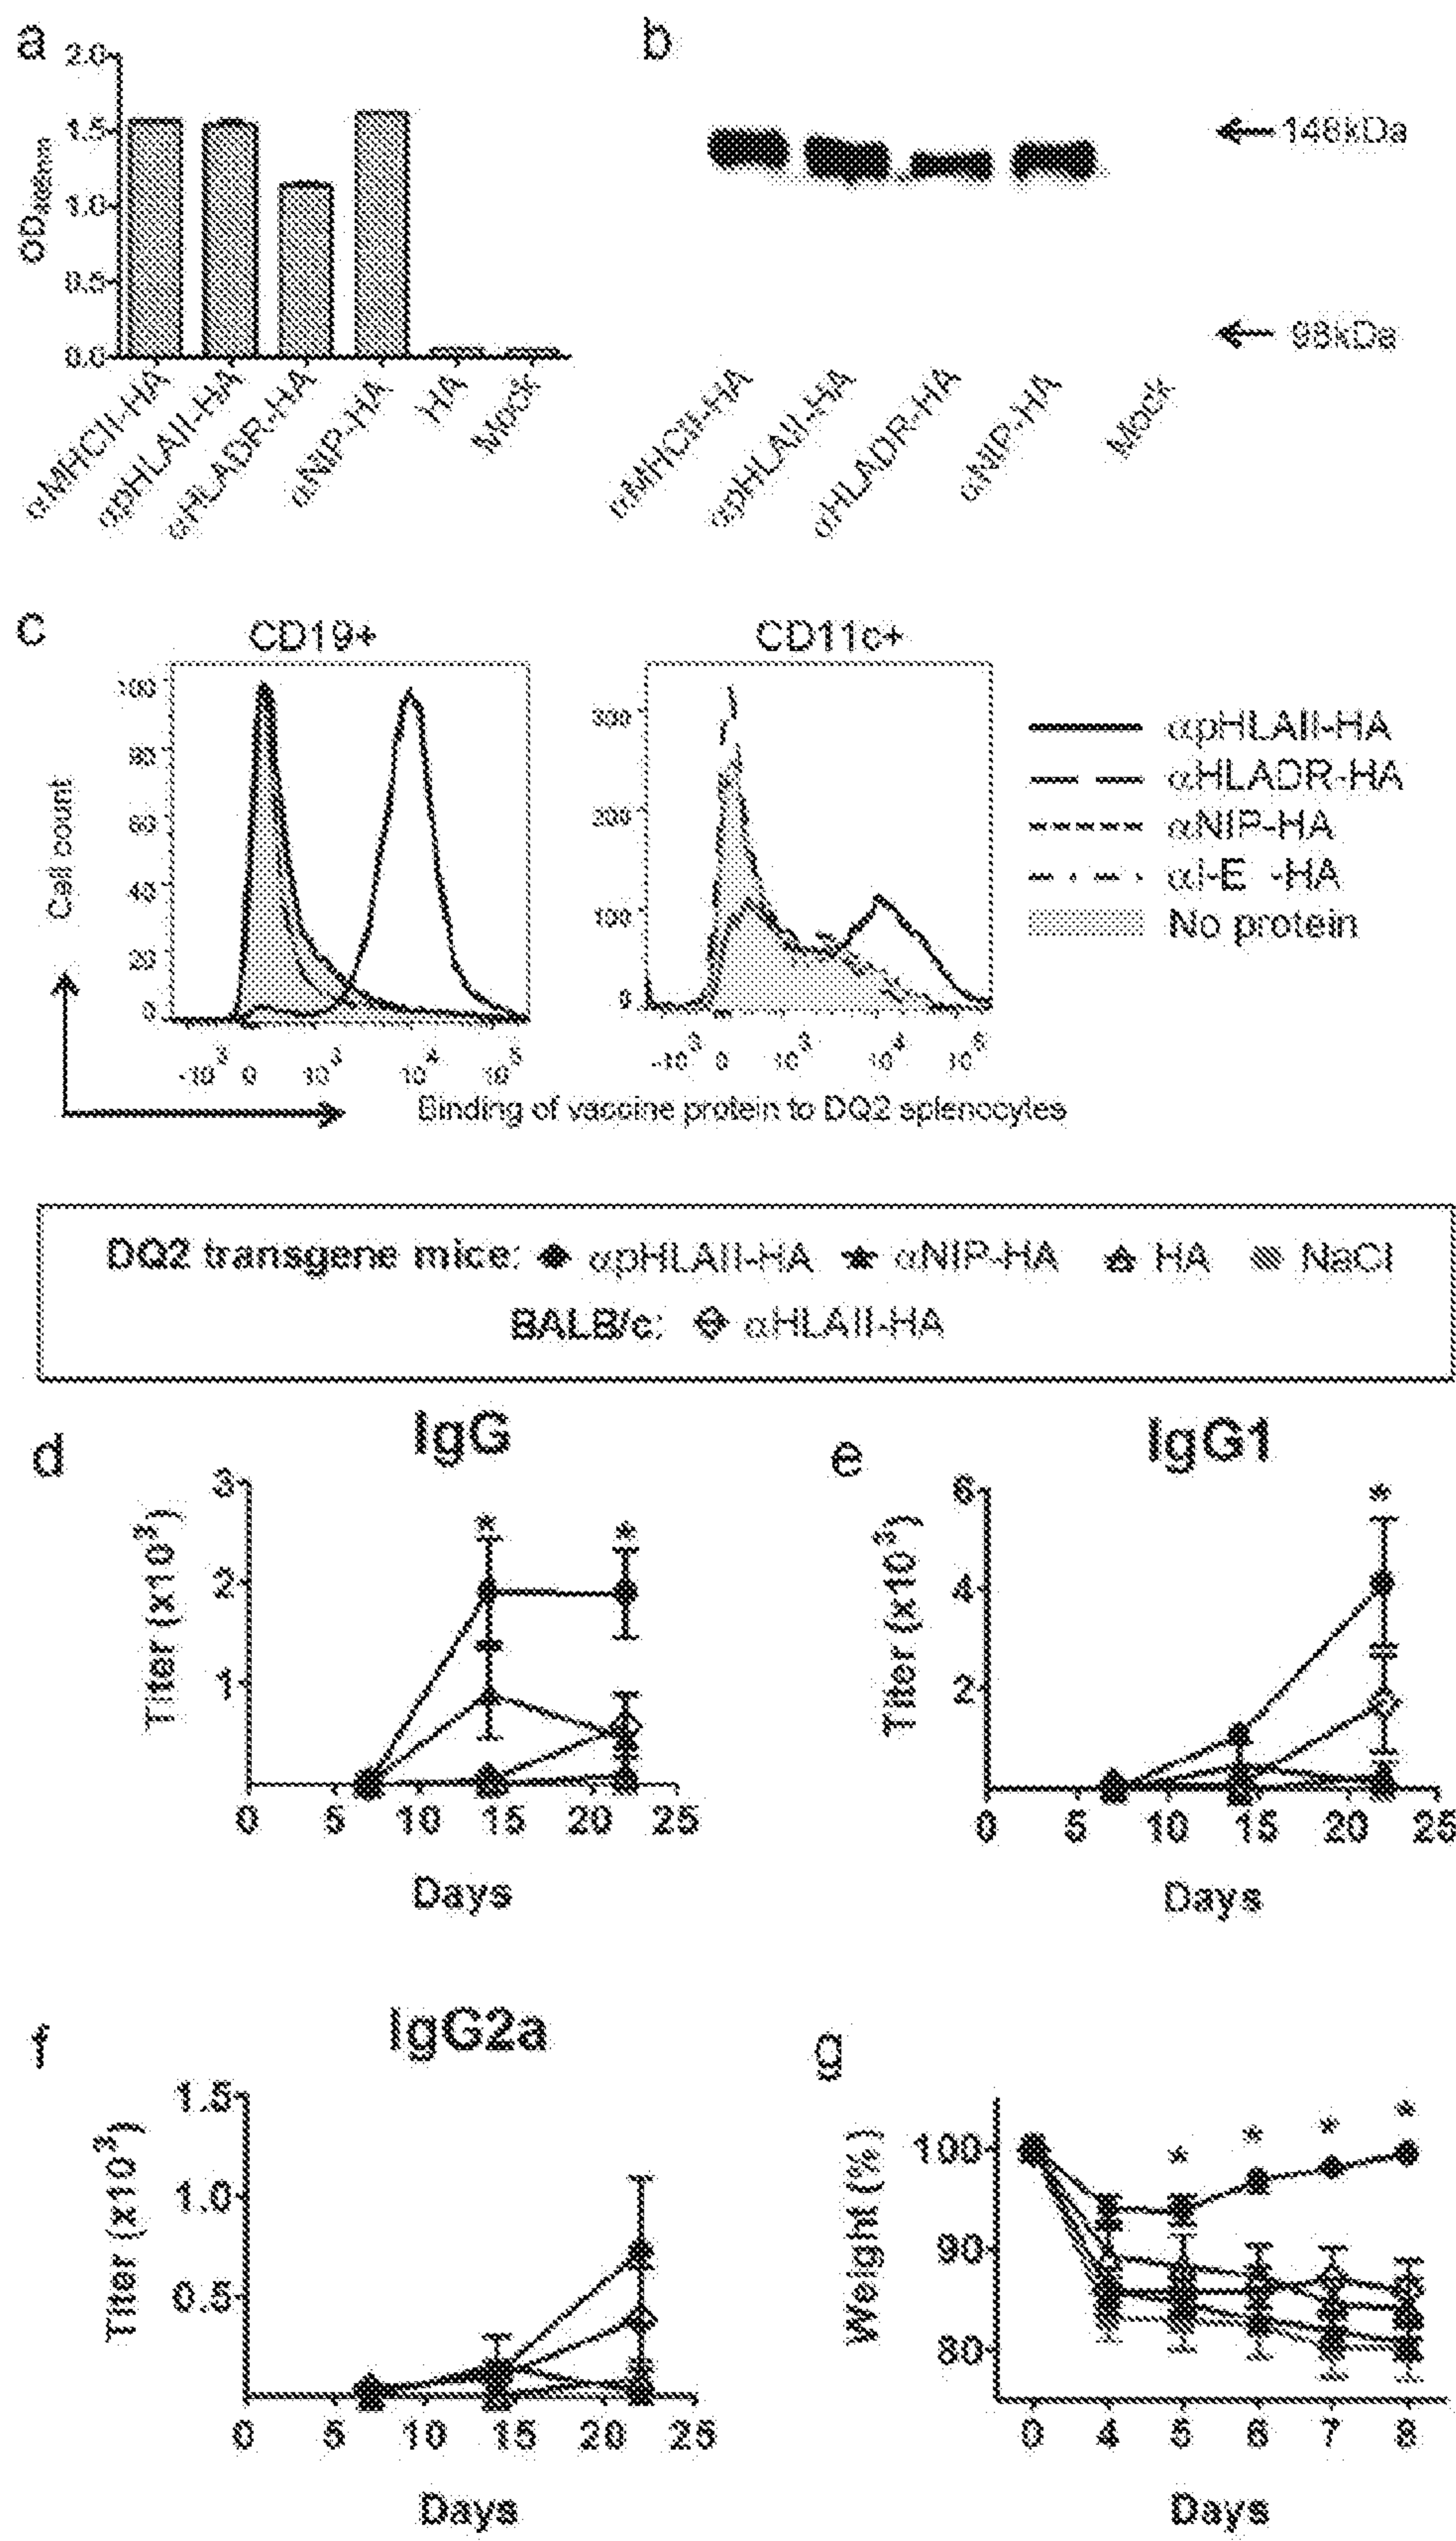 a
2.0
1.5
1.0
0.5
0.0
αMHCII-HA
αpHLAII-HA
αHLADR-HA
αNIP-HA
HA
Mock
b
98kDa
αMHCII-HA
αpHLAII-HA
αHLADR-HA
αNIP-HA
Mock
c
CD19+
CD11c+
Cell count
100
80
60
40
20
0
300
200
100
0
0
10⁴
10⁵
0
10³
10⁴
10⁵
Binding of vaccine protein to DQ2 splenocytes
αpHLAII-HA
αHLADR-HA
αNIP-HA
αI-E -HA
No protein
DQ2 transgene mice: αpHLAII-HA αNIP-HA HA NaCl
BALB/c: αHLAII-HA
d
IgG
Titer (x10³)
3
2
1
*
*
0 5 10 15 20 25
Days
e
IgG1
Titer (x10³)
6
4
2
*
0 5 10 15 20 25
Days
f
IgG2a
Titer (x10³)
1.5
1.0
0.5
0 5 10 15 20 25
Days
g
Weight (%)
100
90
80
* * * *
0 4 5 6 7 8
Days